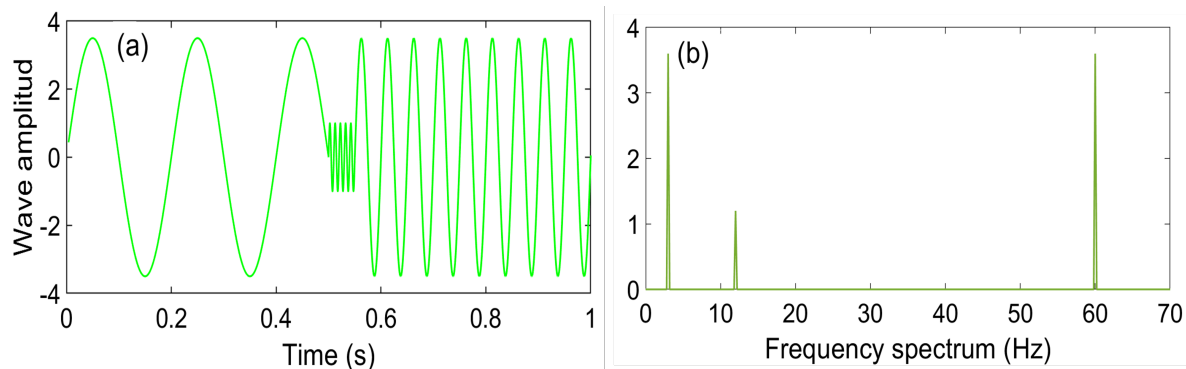 (a)
Wave amplitud
4
2
0
-2
-4
0 0.2 0.4 0.6 0.8 1
Time (s)
(b)
4
3
2
1
0
0 10 20 30 40 50 60 70
Frequency spectrum (Hz)